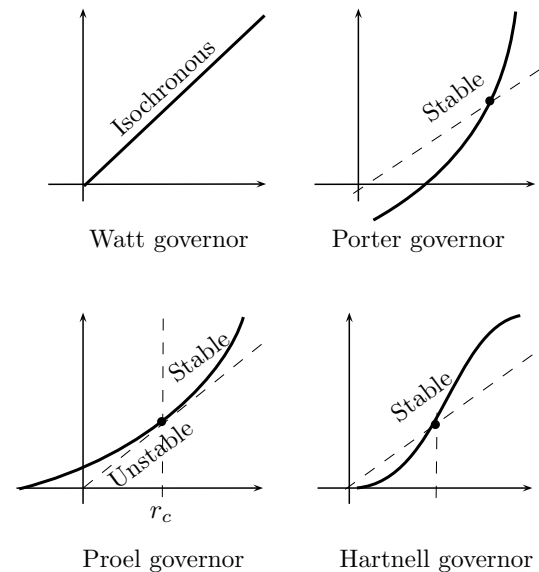 Isochronous
Stable
Watt governor
Porter governor
Stable
Unstable
r_c
Stable
Proel governor
Hartnell governor